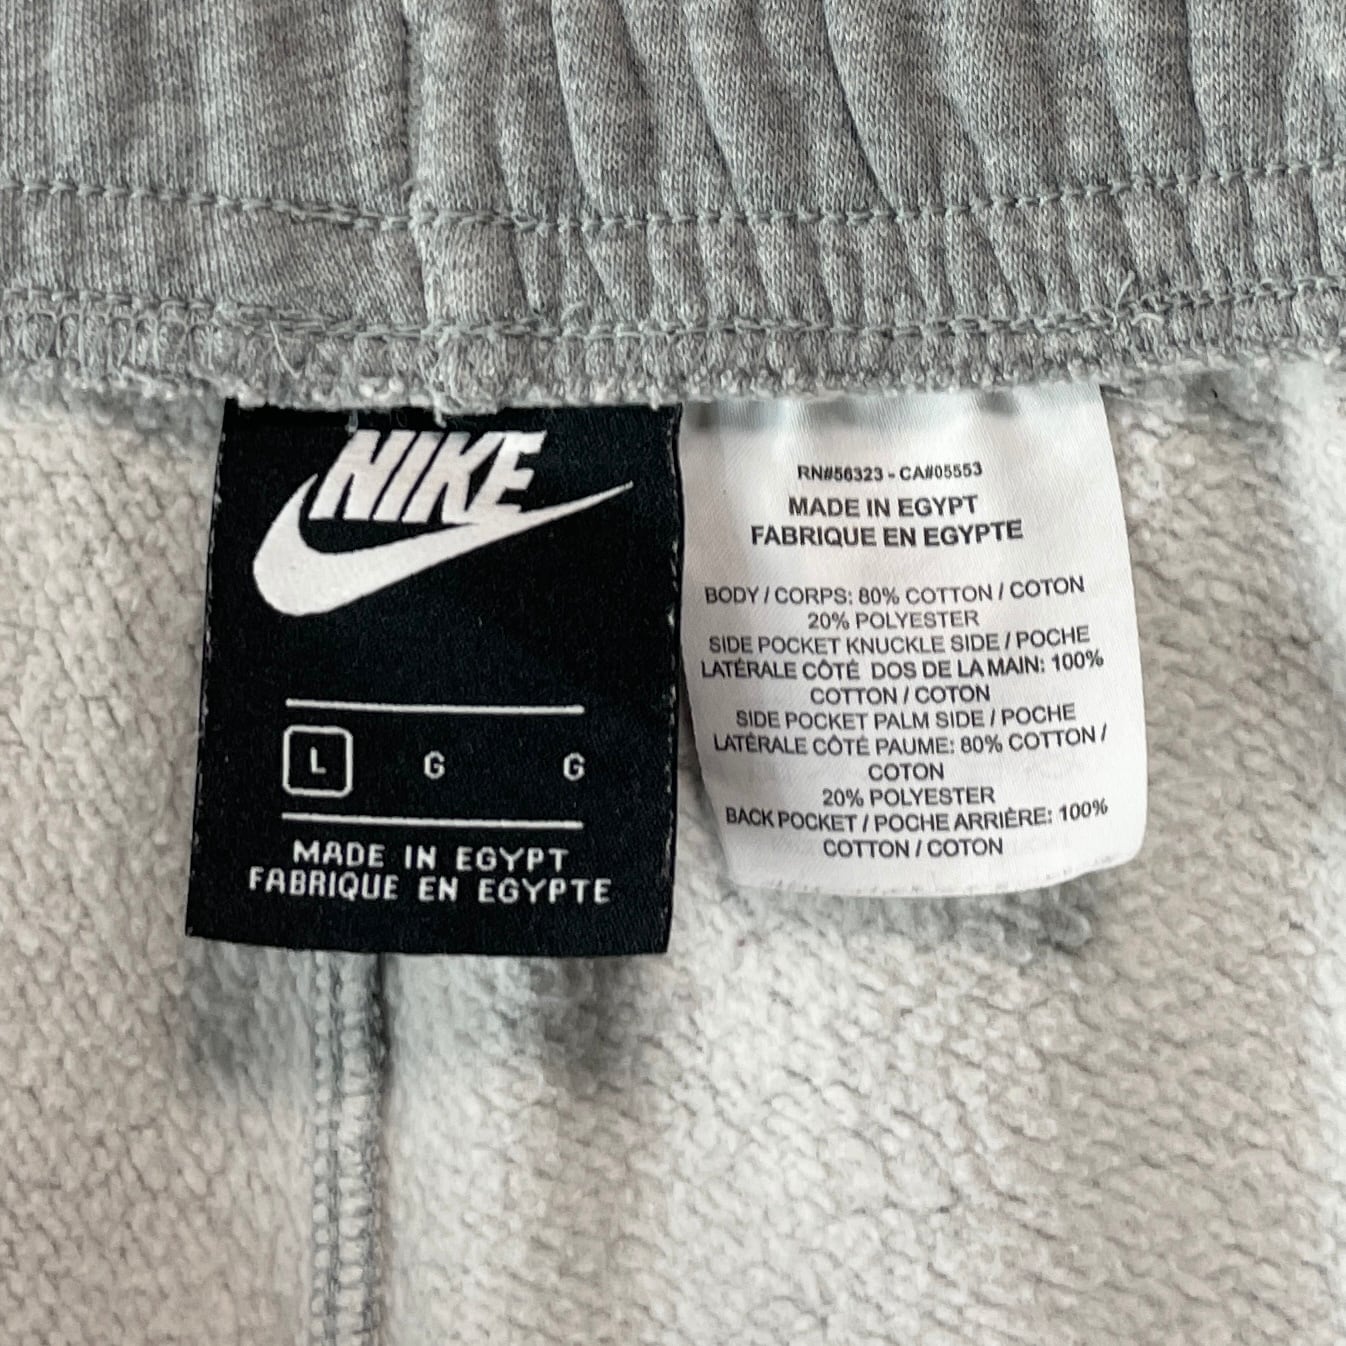 NIKE
L G G
MADE IN EGYPT
FABRIQUE EN EGYPTE
RN#56323 - CA#05553
MADE IN EGYPT
FABRIQUE EN EGYPTE
BODY / CORPS: 80% COTTON / COTON
20% POLYESTER
SIDE POCKET KNUCKLE SIDE / POCHE
LATÉRALE CÔTÉ DOS DE LA MAIN: 100%
COTTON / COTON
SIDE POCKET PALM SIDE / POCHE
LATÉRALE CÔTÉ PAUME: 80% COTTON /
COTON
20% POLYESTER
BACK POCKET / POCHE ARRIÈRE: 100%
COTTON / COTON